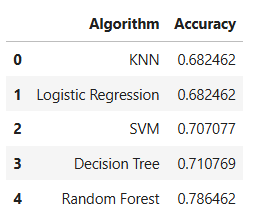 Algorithm Accuracy
0 KNN 0.682462
1 Logistic Regression 0.682462
2 SVM 0.707077
3 Decision Tree 0.710769
4 Random Forest 0.786462